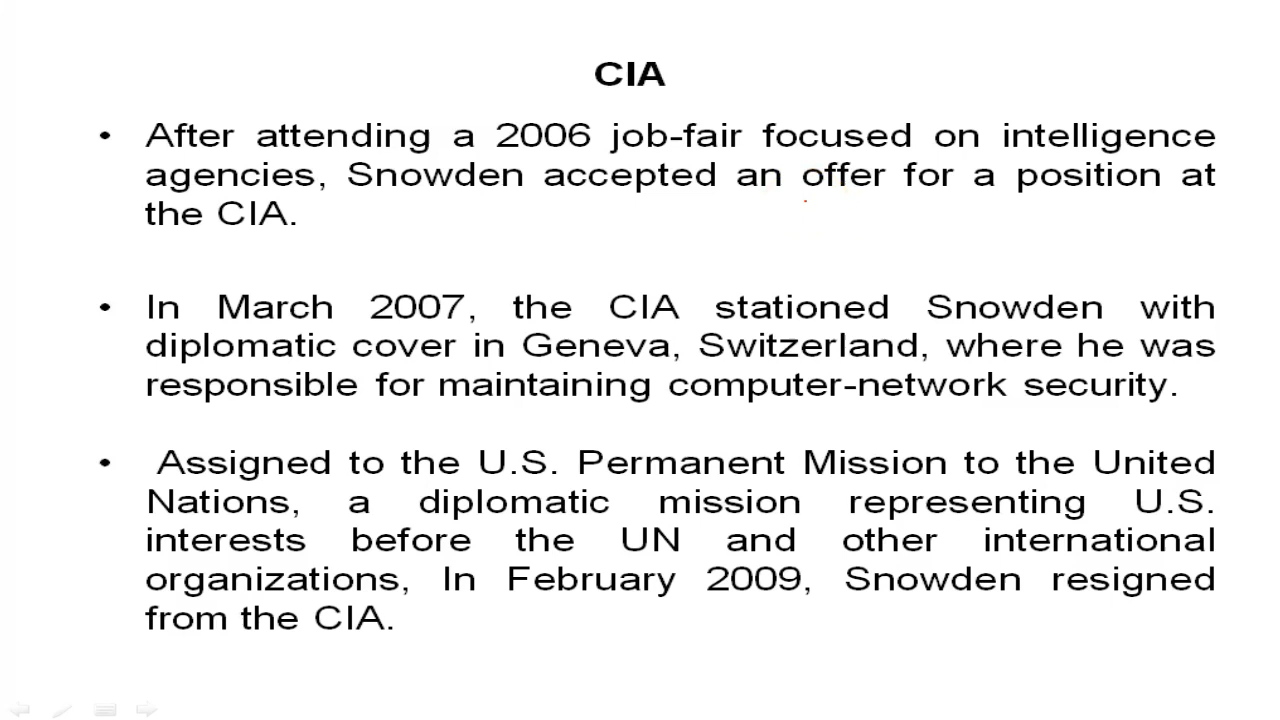 CIA
• After attending a 2006 job-fair focused on intelligence
agencies, Snowden accepted an offer for a position at
the CIA.
• In March 2007, the CIA stationed Snowden with
diplomatic cover in Geneva, Switzerland, where he was
responsible for maintaining computer-network security.
• Assigned to the U.S. Permanent Mission to the United
Nations, a diplomatic mission representing U.S.
interests before the UN and other international
organizations, In February 2009, Snowden resigned
from the CIA.